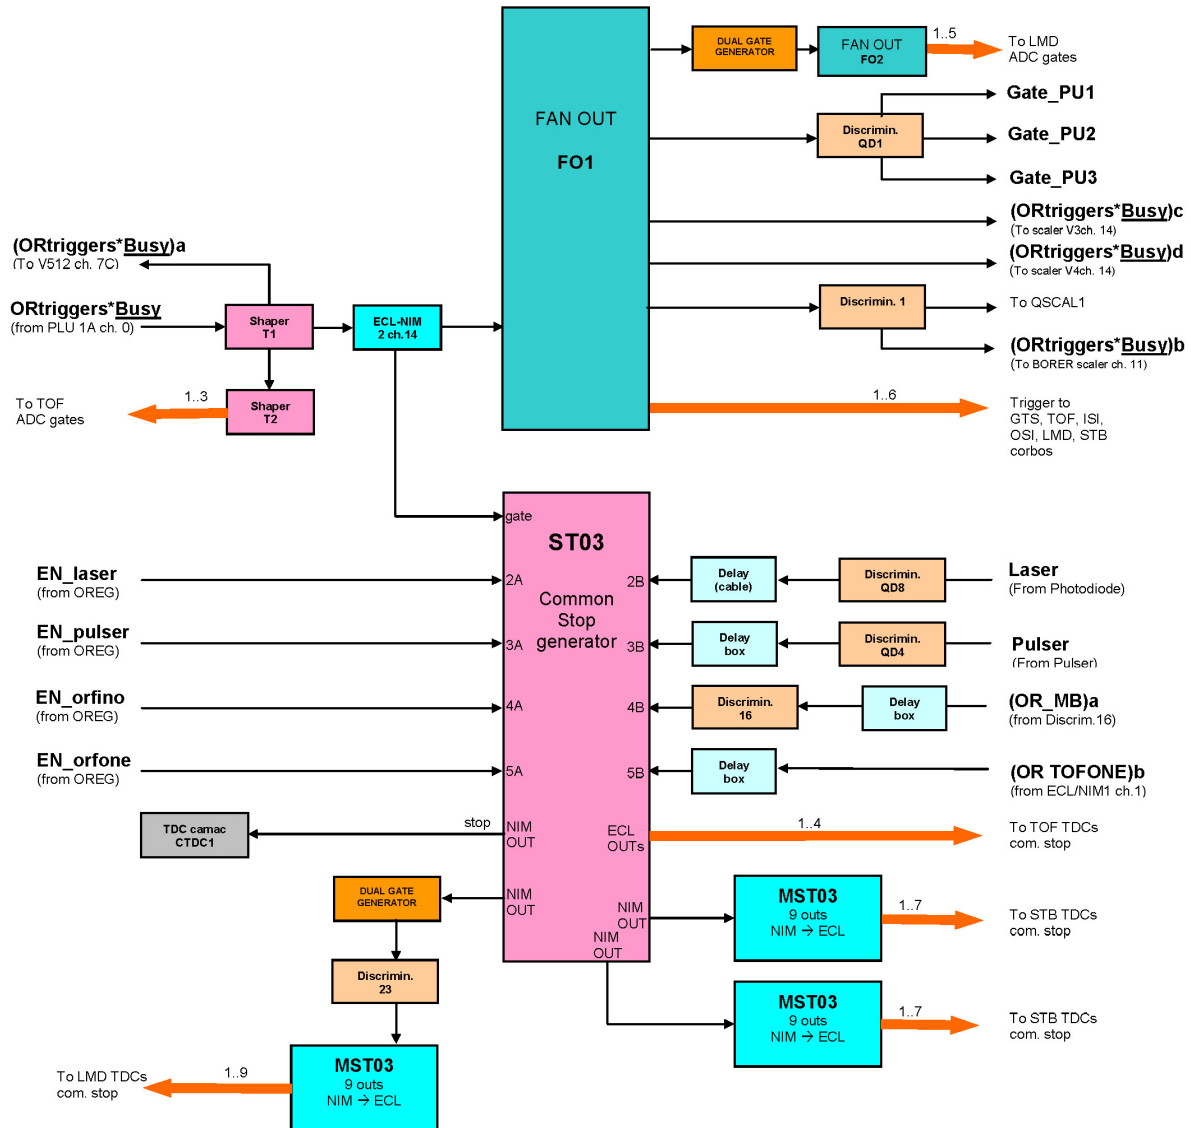 DUAL GATE
GENERATOR
FAN OUT
FO2
1..5
To LMD
ADC gates
FAN OUT
FO1
Discrimin.
QD1
Gate_PU1
Gate_PU2
Gate_PU3
(ORtriggers*Busy)c
(To scaler V3ch. 14)
(ORtriggers*Busy)d
(To scaler V4ch. 14)
Discrimin. 1
To QSCAL1
(ORtriggers*Busy)b
(To BORER scaler ch. 11)
1..6
Trigger to
GTS, TOF, ISI,
OSI, LMD, STB
corbos
(ORtriggers*Busy)a
(To V512 ch. 7C)
ORtriggers*Busy
(from PLU 1A ch. 0)
Shaper
T1
ECL-NIM
2 ch.14
To TOF
ADC gates
1..3
Shaper
T2
gate
ST03
Common
Stop
generator
EN_laser
(from OREG)
2A
2B
Delay
(cable)
Discrimin.
QD8
Laser
(From Photodiode)
EN_pulser
(from OREG)
3A
3B
Delay
box
Discrimin.
QD4
Pulser
(From Pulser)
EN_orfino
(from OREG)
4A
4B
Discrimin.
16
Delay
box
(OR_MB)a
(from Discrim.16)
EN_orfone
(from OREG)
5A
5B
Delay
box
(OR TOFONE)b
(from ECL/NIM1 ch.1)
TDC camac
CTDC1
stop
NIM
OUT
ECL
OUTs
1..4
To TOF TDCs
com. stop
DUAL GATE
GENERATOR
NIM
OUT
NIM
OUT
NIM
OUT
MST03
9 outs
NIM → ECL
1..7
To STB TDCs
com. stop
Discrimin.
23
MST03
9 outs
NIM → ECL
1..7
To STB TDCs
com. stop
To LMD TDCs
com. stop
1..9
MST03
9 outs
NIM → ECL